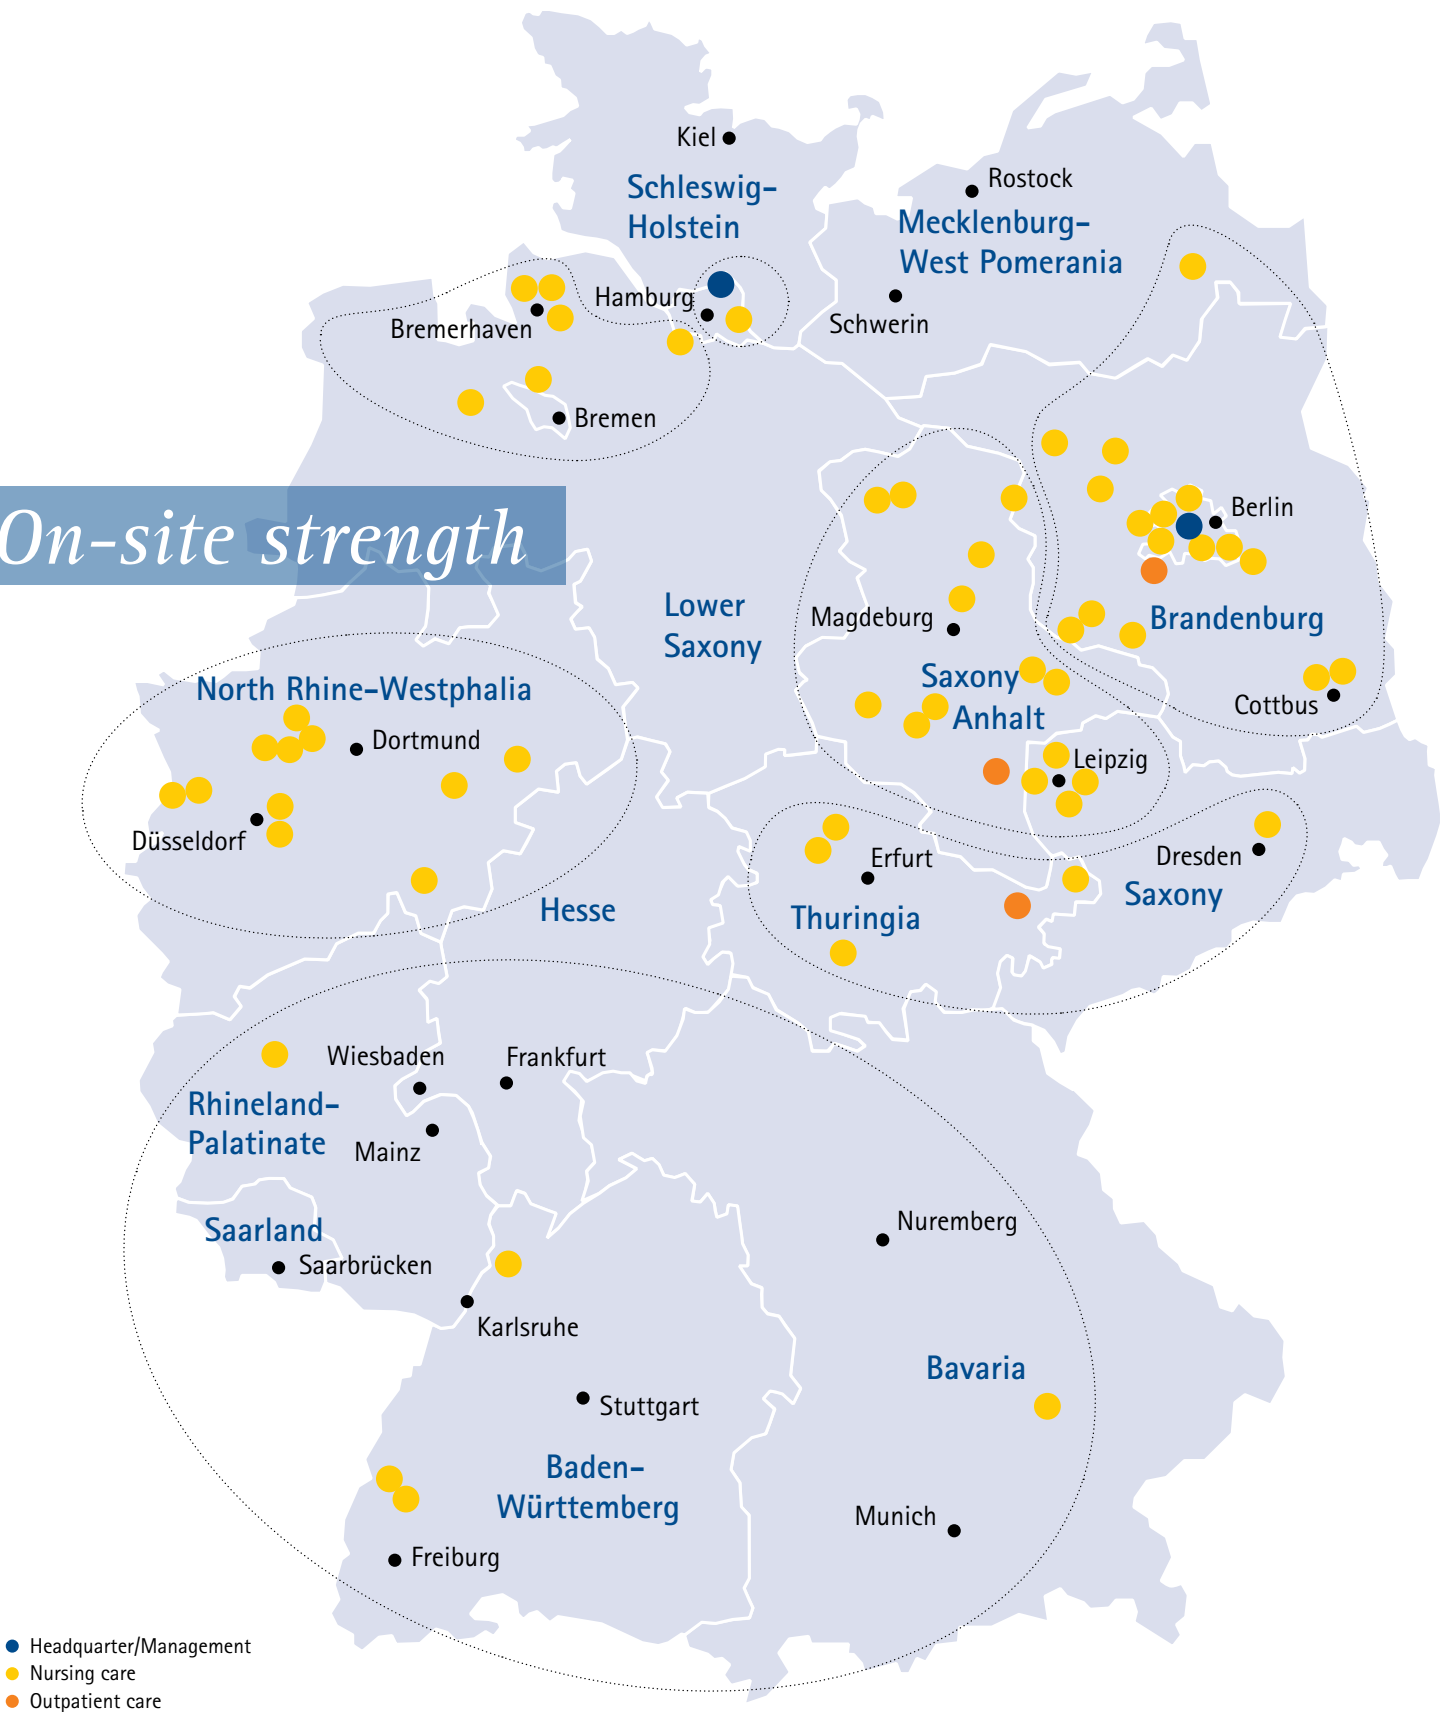 Kiel
Rostock
Schleswig-
Holstein
Mecklenburg-
West Pomerania
Hamburg
Schwerin
Bremerhaven
Bremen
On-site strength
Berlin
Lower
Saxony
Magdeburg
Brandenburg
Saxony
Anhalt
Cottbus
North Rhine-Westphalia
Dortmund
Leipzig
Düsseldorf
Erfurt
Dresden
Saxony
Hesse
Thuringia
Wiesbaden
Frankfurt
Rhineland-
Palatinate
Mainz
Saarland
Saarbrücken
Nuremberg
Karlsruhe
Bavaria
Stuttgart
Baden-
Württemberg
Munich
Freiburg
Headquarter/Management
Nursing care
Outpatient care